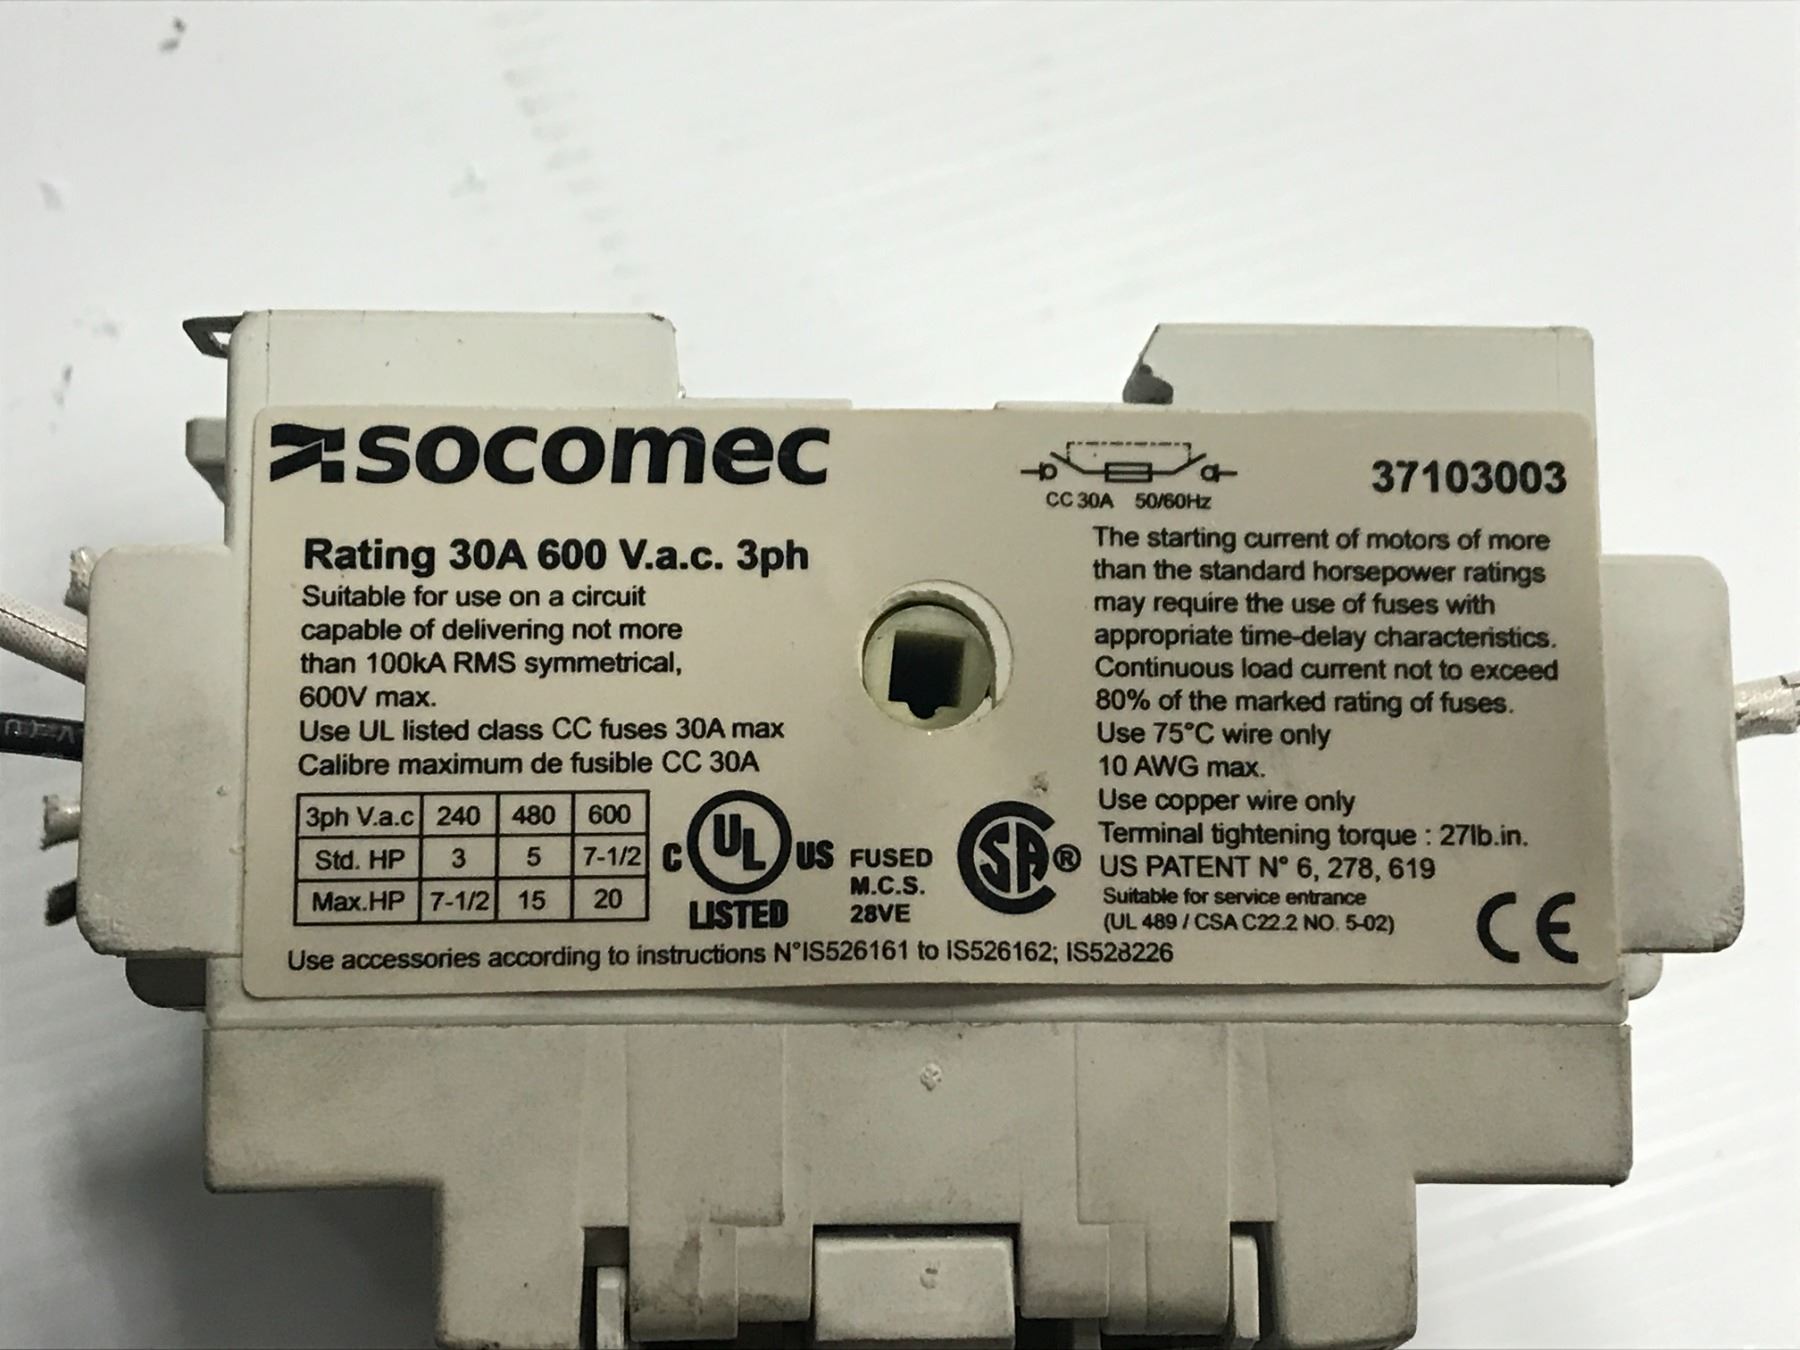 socomec
CC 30A 50/60Hz
37103003
Rating 30A 600 V.a.c. 3ph
Suitable for use on a circuit
capable of delivering not more
than 100kA RMS symmetrical,
600V max.
Use UL listed class CC fuses 30A max
Calibre maximum de fusible CC 30A
3ph V.a.c 240 480 600
Std. HP 3 5 7-1/2
Max.HP 7-1/2 15 20
C UL US
LISTED
FUSED
M.C.S.
28VE
SA ®
The starting current of motors of more
than the standard horsepower ratings
may require the use of fuses with
appropriate time-delay characteristics.
Continuous load current not to exceed
80% of the marked rating of fuses.
Use 75°C wire only
10 AWG max.
Use copper wire only
Terminal tightening torque : 27lb.in.
US PATENT N° 6, 278, 619
Suitable for service entrance
(UL 489 / CSA C22.2 NO. 5-02)
CE
Use accessories according to instructions N°IS526161 to IS526162; IS528226